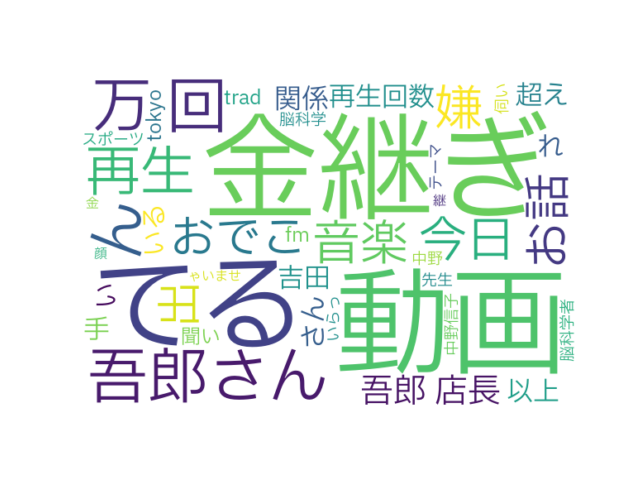 万回
trad
tokyo
関係
再生回数
嫌
向い
超え
スポーツ
脳科学
金継ぎ
再生
継
テーマ
れ
お話
金
ん
いる
おでこ
fm
音楽
今日
顔
中野
てる
動画
い
日
ゃいませ
吉田
さん
いらっ
先生
中野信子
脳科学者
手
聞い
吾郎さん
吾郎 店長
以上